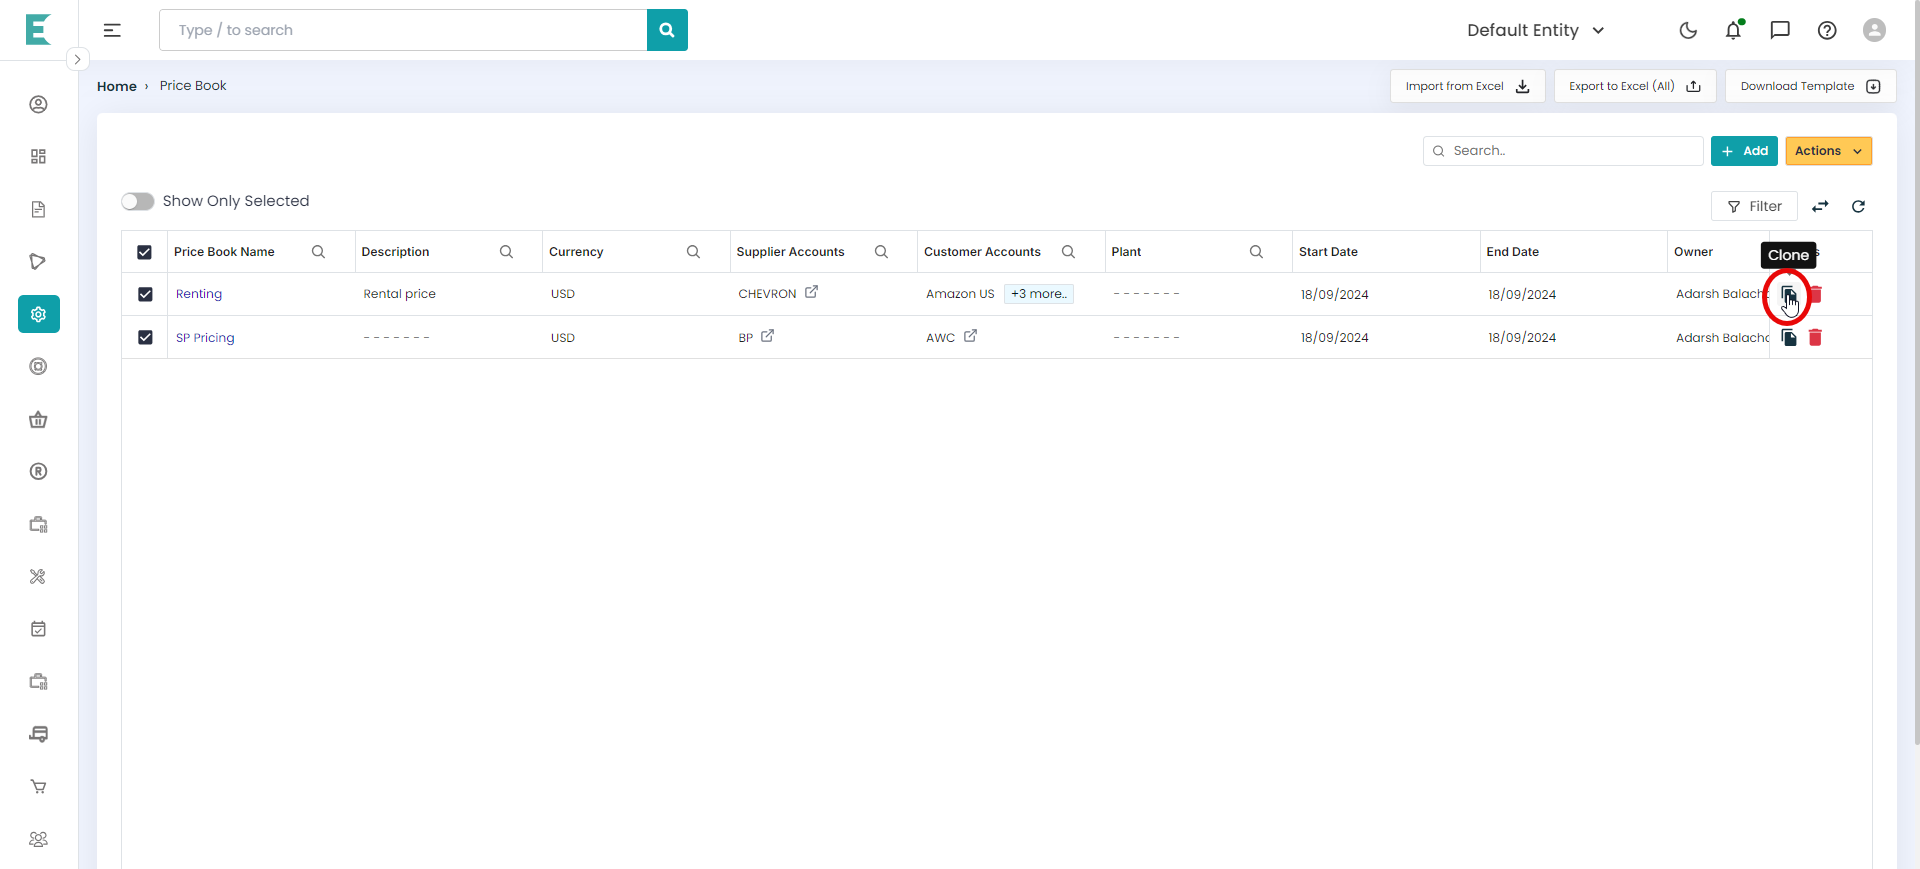 Type / to search
Default Entity
Home › Price Book
Import from Excel
Export to Excel (All)
Download Template
Search..
+ Add
Actions
Show Only Selected
Filter
Price Book Name
Description
Currency
Supplier Accounts
Customer Accounts
Plant
Start Date
End Date
Owner
Clone
Renting
Rental price
USD
CHEVRON
Amazon US
+3 more..
-------
18/09/2024
18/09/2024
Adarsh Balacha
SP Pricing
-------
USD
BP
AWC
-------
18/09/2024
18/09/2024
Adarsh Balacha